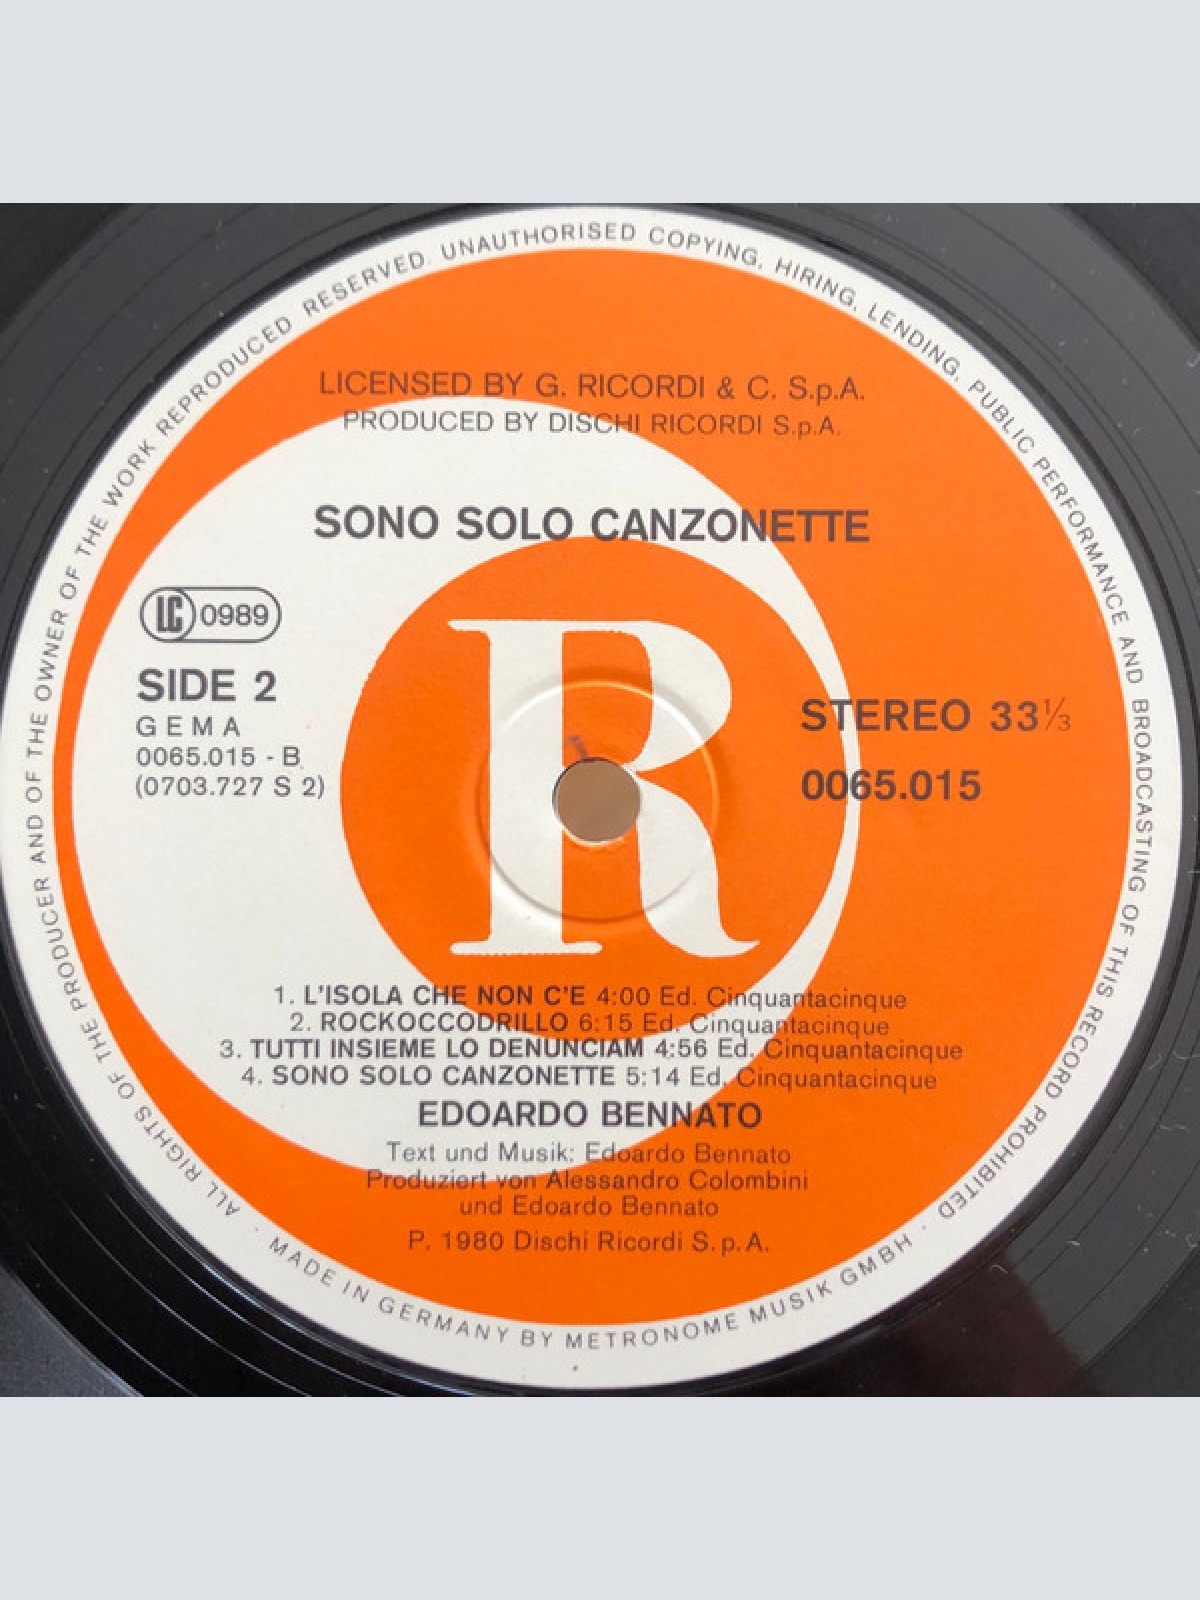 ALL RIGHTS OF THE PRODUCER AND OF THE OWNER OF THE WORK REPRODUCED RESERVED. UNAUTHORISED COPYING, HIRING, LENDING, PUBLIC PERFORMANCE AND BROADCASTING OF THIS RECORD PROHIBITED ·
LICENSED BY G. RICORDI & C. S.p.A.
PRODUCED BY DISCHI RICORDI S.p.A.
SONO SOLO CANZONETTE
LC 0989
SIDE 2
GEMA
0065.015 - B
(0703.727 S 2)
R
STEREO 33⅓
0065.015
1. L'ISOLA CHE NON C'E 4:00 Ed. Cinquantacinque
2. ROCKOCCODRILLO 6:15 Ed. Cinquantacinque
3. TUTTI INSIEME LO DENUNCIAM 4:56 Ed. Cinquantacinque
4. SONO SOLO CANZONETTE 5:14 Ed. Cinquantacinque
EDOARDO BENNATO
Text und Musik: Edoardo Bennato
Produziert von Alessandro Colombini
und Edoardo Bennato
P. 1980 Dischi Ricordi S.p.A.
· MADE IN GERMANY BY METRONOME MUSIK GMBH ·